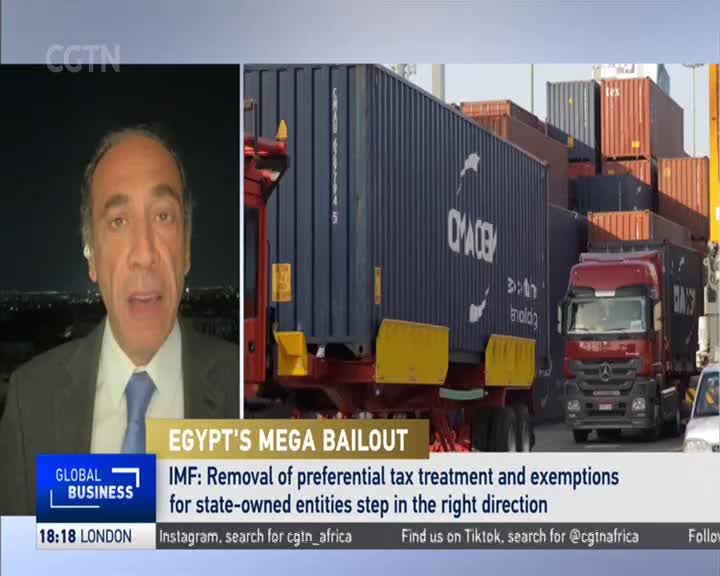 CGTN
CMA CGM
CMA
EGYPT'S MEGA BAILOUT
GLOBAL
BUSINESS
IMF: Removal of preferential tax treatment and exemptions
for state-owned entities step in the right direction
18:18 LONDON
Instagram, search for cgtn_africa Find us on Tiktok, search for @cgtnafrica Follo